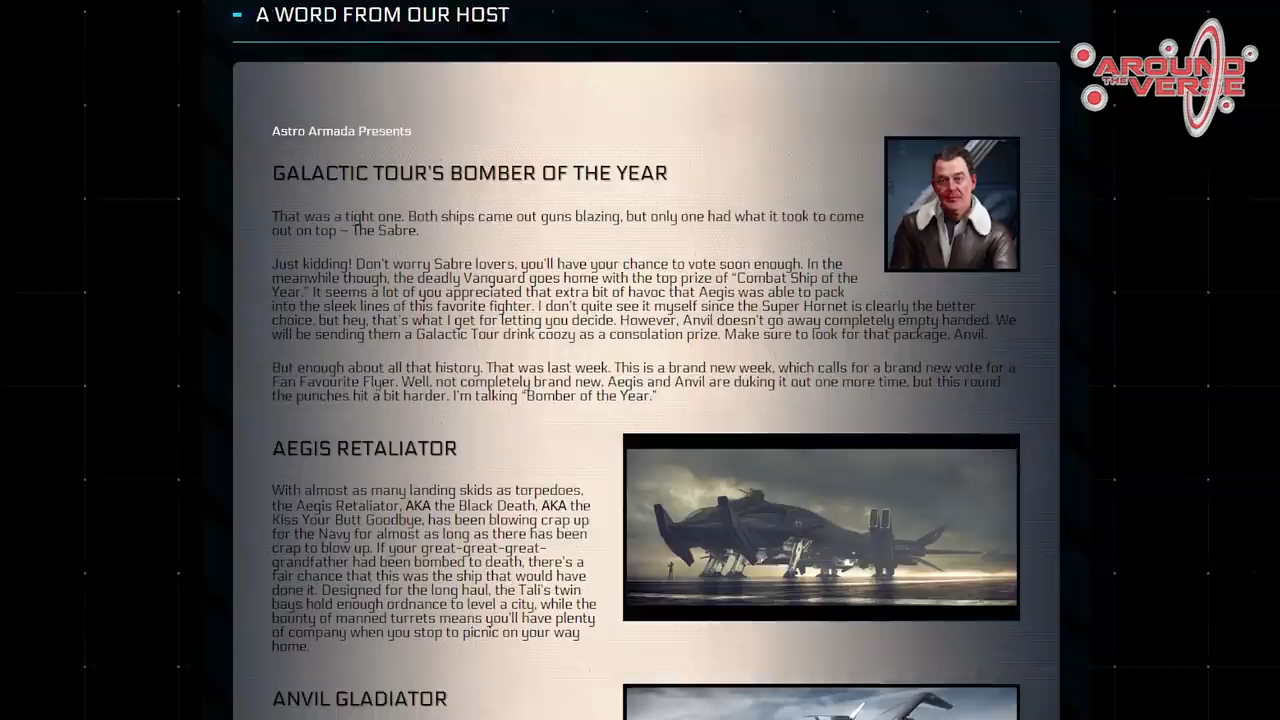 A WORD FROM OUR HOST
AROUND
THE VERSE
Astro Armada Presents
GALACTIC TOUR'S BOMBER OF THE YEAR
That was a tight one. Both ships came out guns blazing, but only one had what it took to come
out on top – The Sabre.
Just kidding! Don't worry Sabre lovers, you'll have your chance to vote soon enough. In the
meanwhile though, the deadly Vanguard goes home with the top prize of “Combat Ship of the
Year.” It seems a lot of you appreciated that extra bit of havoc that Aegis was able to pack
into the sleek lines of this favorite fighter. I don't quite see it myself since the Super Hornet is clearly the better
choice, but hey, that's what I get for letting you decide. However, Anvil doesn't go away completely empty handed. We
will be sending them a Galactic Tour drink coozy as a consolation prize. Make sure to look for that package, Anvil.
But enough about all that history. That was last week. This is a brand new week, which calls for a brand new vote for a
Fan Favourite Flyer. Well, not completely brand new. Aegis and Anvil are duking it out one more time, but this round
the punches hit a bit harder. I'm talking “Bomber of the Year.”
AEGIS RETALIATOR
With almost as many landing skids as torpedoes,
the Aegis Retaliator, AKA the Black Death, AKA the
Kiss Your Butt Goodbye, has been blowing crap up
for the Navy for almost as long as there has been
crap to blow up. If your great-great-great-
grandfather had been bombed to death, there's a
fair chance that this was the ship that would have
done it. Designed for the long haul, the Tali's twin
bays hold enough ordnance to level a city, while the
bounty of manned turrets means you'll have plenty
of company when you stop to picnic on your way
home.
ANVIL GLADIATOR